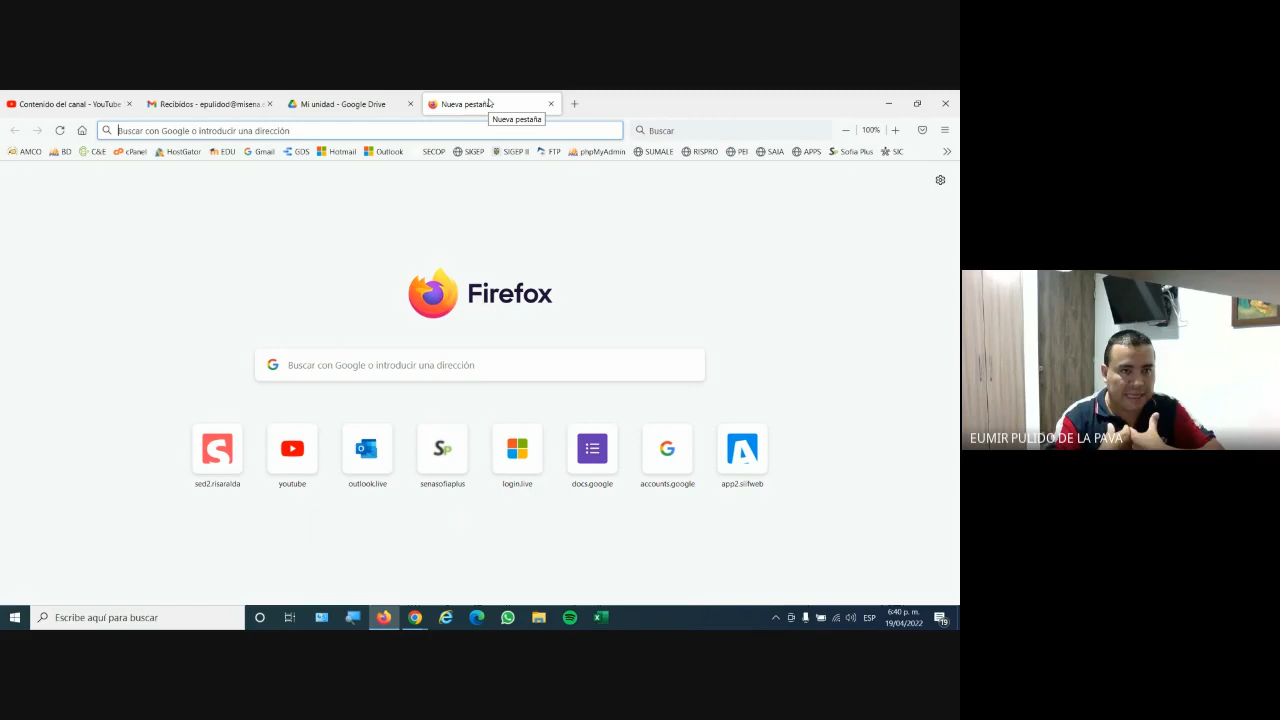 Contenido del canal - YouTube
Recibidos - epulidod@misena.e
Mi unidad - Google Drive
Nueva pestaña
Buscar con Google o introducir una dirección
Buscar
100%
Nueva pestaña
AMCO BD C&E cPanel HostGator EDU Gmail GDS Hotmail Outlook SECOP SIGEP SIGEP II FTP phpMyAdmin SUMALE RISPRO PEI SAIA APPS Sofia Plus SIC
Firefox
Buscar con Google o introducir una dirección
sed2.risaralda youtube outlook.live senasofiaplus login.live docs.google accounts.google app2.siifweb
EUMIR PULIDO DE LA PAVA
Escribe aquí para buscar
ESP
6:40 p. m.
19/04/2022
19